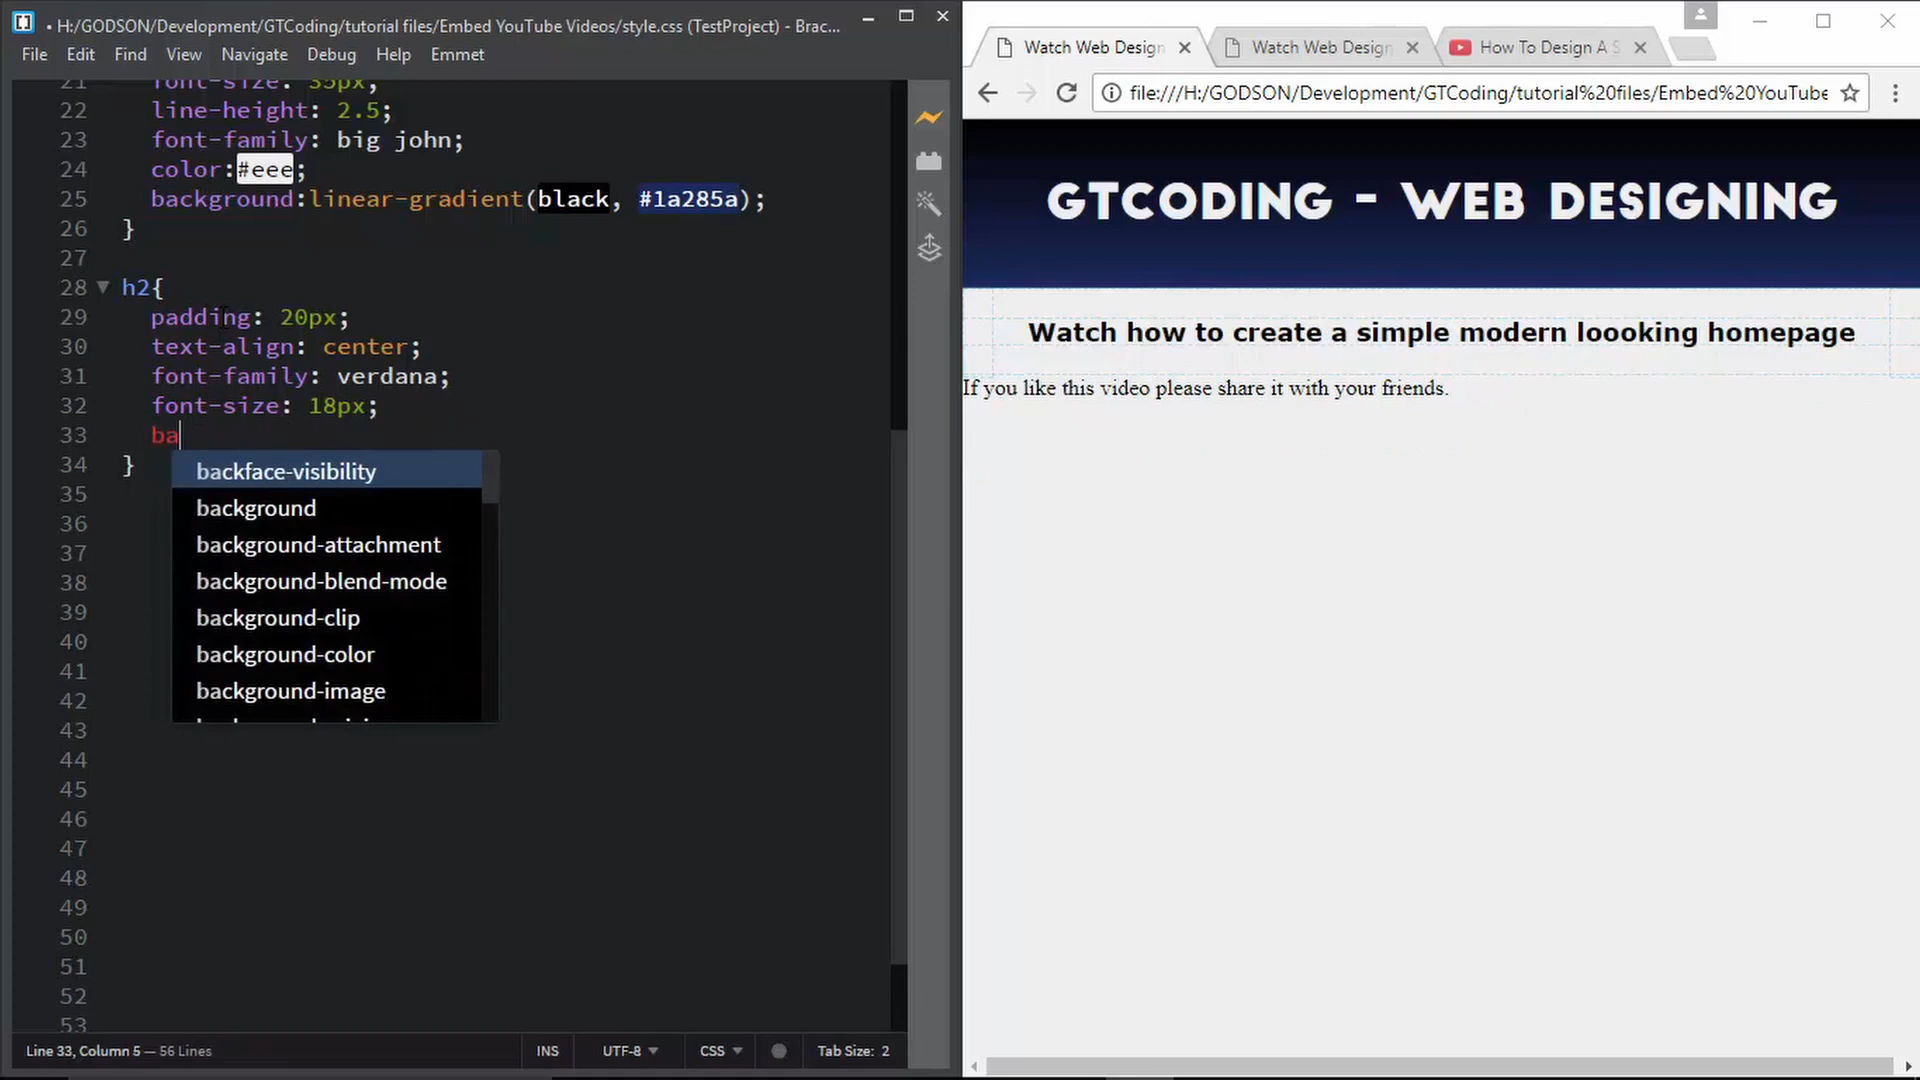 • H:/GODSON/Development/GTCoding/tutorial files/Embed YouTube Videos/style.css (TestProject) - Brac...
File Edit Find View Navigate Debug Help Emmet
21 font-size: 35px;
22 line-height: 2.5;
23 font-family: big john;
24 color:#eee;
25 background:linear-gradient(black, #1a285a);
26 }
27
28 h2{
29 padding: 20px;
30 text-align: center;
31 font-family: verdana;
32 font-size: 18px;
33 ba
34 }
backface-visibility
background
background-attachment
background-blend-mode
background-clip
background-color
background-image
35
36
37
38
39
40
41
42
43
44
45
46
47
48
49
50
51
52
53
Line 33, Column 5 — 56 Lines
INS UTF-8 CSS Tab Size: 2
Watch Web Design
Watch Web Design
How To Design A S
file:///H:/GODSON/Development/GTCoding/tutorial%20files/Embed%20YouTube
GTCODING - WEB DESIGNING
Watch how to create a simple modern loooking homepage
If you like this video please share it with your friends.